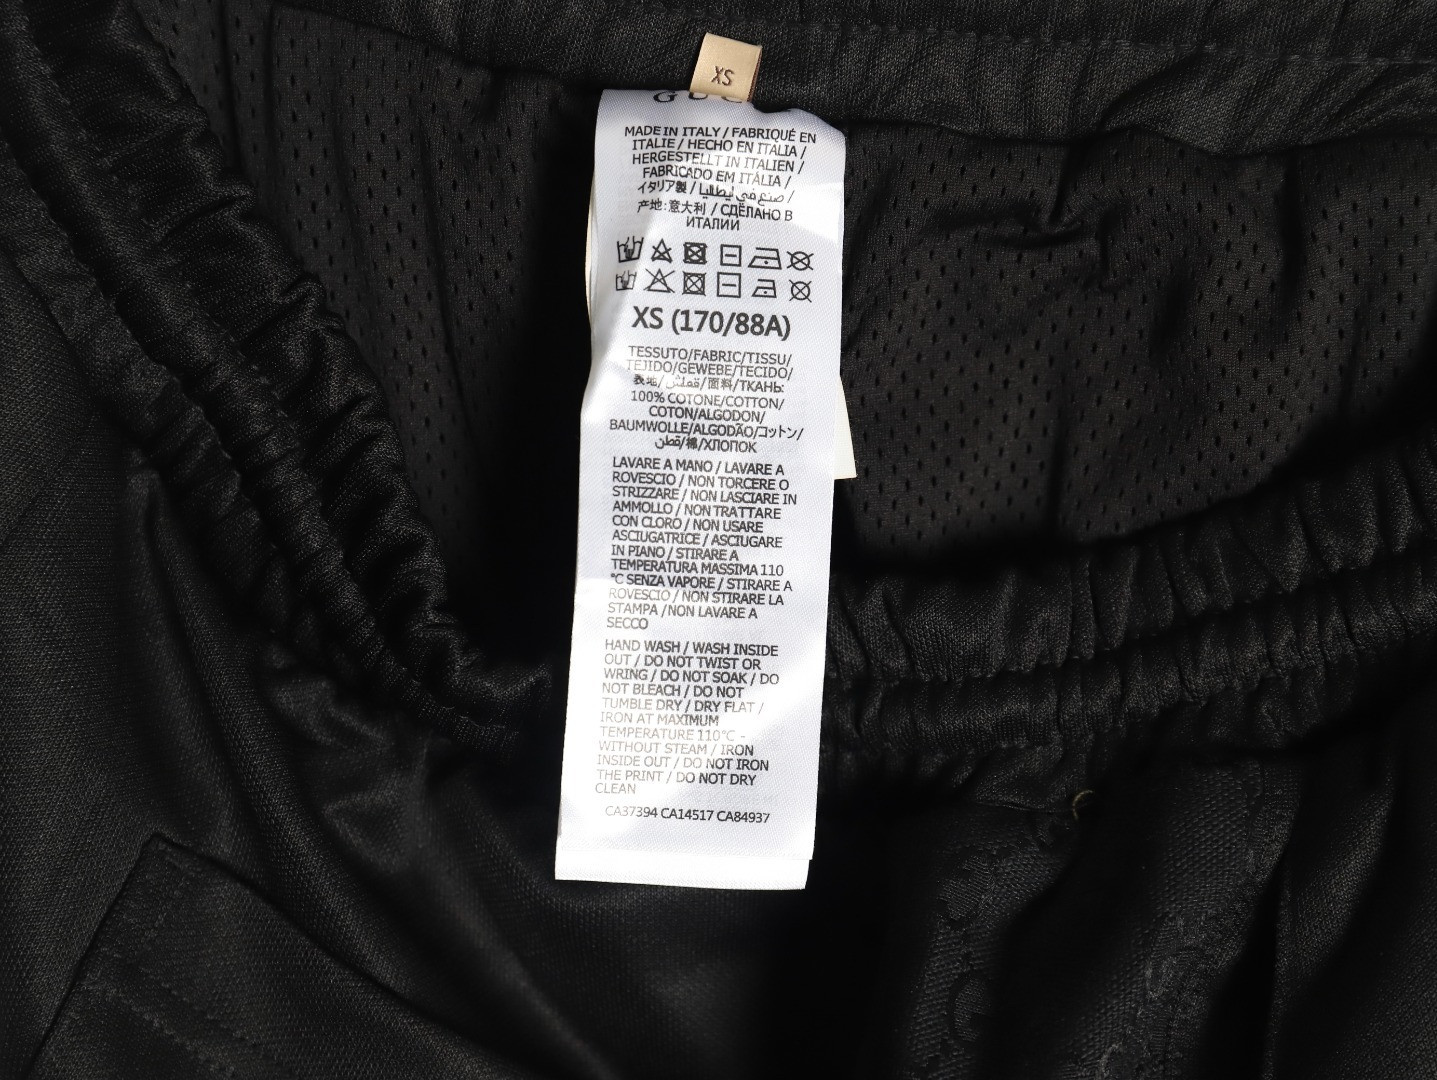 XS
GUC
MADE IN ITALY / FABRIQUÉ EN
ITALIE / HECHO EN ITALIA /
HERGESTELLT IN ITALIEN /
FABRICADO EM ITÁLIA /
イタリア製 / صنع في إيطاليا /
产地:意大利 / СДЕЛАНО В
ИТАЛИИ
XS (170/88A)
TESSUTO/FABRIC/TISSU/
TEJIDO/GEWEBE/TECIDO/
表地/قماش/面料/ТКАНЬ:
100% COTONE/COTTON/
COTON/ALGODON/
BAUMWOLLE/ALGODÃO/コットン/
قطن/棉/ХЛОПОК
LAVARE A MANO / LAVARE A
ROVESCIO / NON TORCERE O
STRIZZARE / NON LASCIARE IN
AMMOLLO / NON TRATTARE
CON CLORO / NON USARE
ASCIUGATRICE / ASCIUGARE
IN PIANO / STIRARE A
TEMPERATURA MASSIMA 110
°C SENZA VAPORE / STIRARE A
ROVESCIO / NON STIRARE LA
STAMPA /NON LAVARE A
SECCO
HAND WASH / WASH INSIDE
OUT / DO NOT TWIST OR
WRING / DO NOT SOAK / DO
NOT BLEACH / DO NOT
TUMBLE DRY / DRY FLAT /
IRON AT MAXIMUM
TEMPERATURE 110°C -
WITHOUT STEAM / IRON
INSIDE OUT / DO NOT IRON
THE PRINT / DO NOT DRY
CLEAN
CA37394 CA14517 CA84937